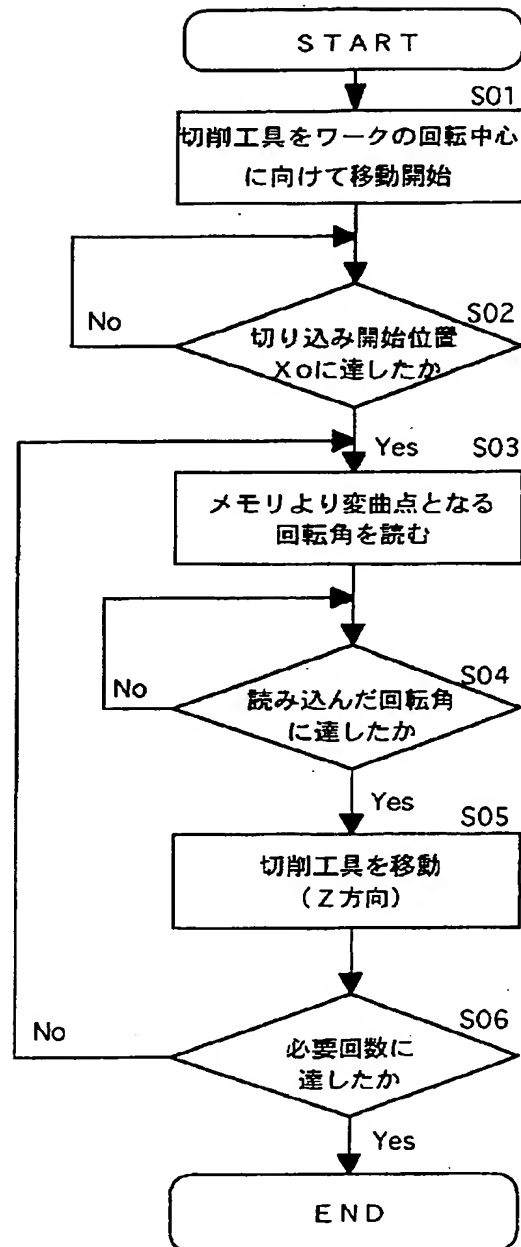 START
S01
切削工具をワークの回転中心
に向けて移動開始
No
S02
切り込み開始位置
Xoに達したか
Yes
S03
メモリより変曲点となる
回転角を読む
No
S04
読み込んだ回転角
に達したか
Yes
S05
切削工具を移動
(Z方向)
No
S06
必要回数に
達したか
Yes
END